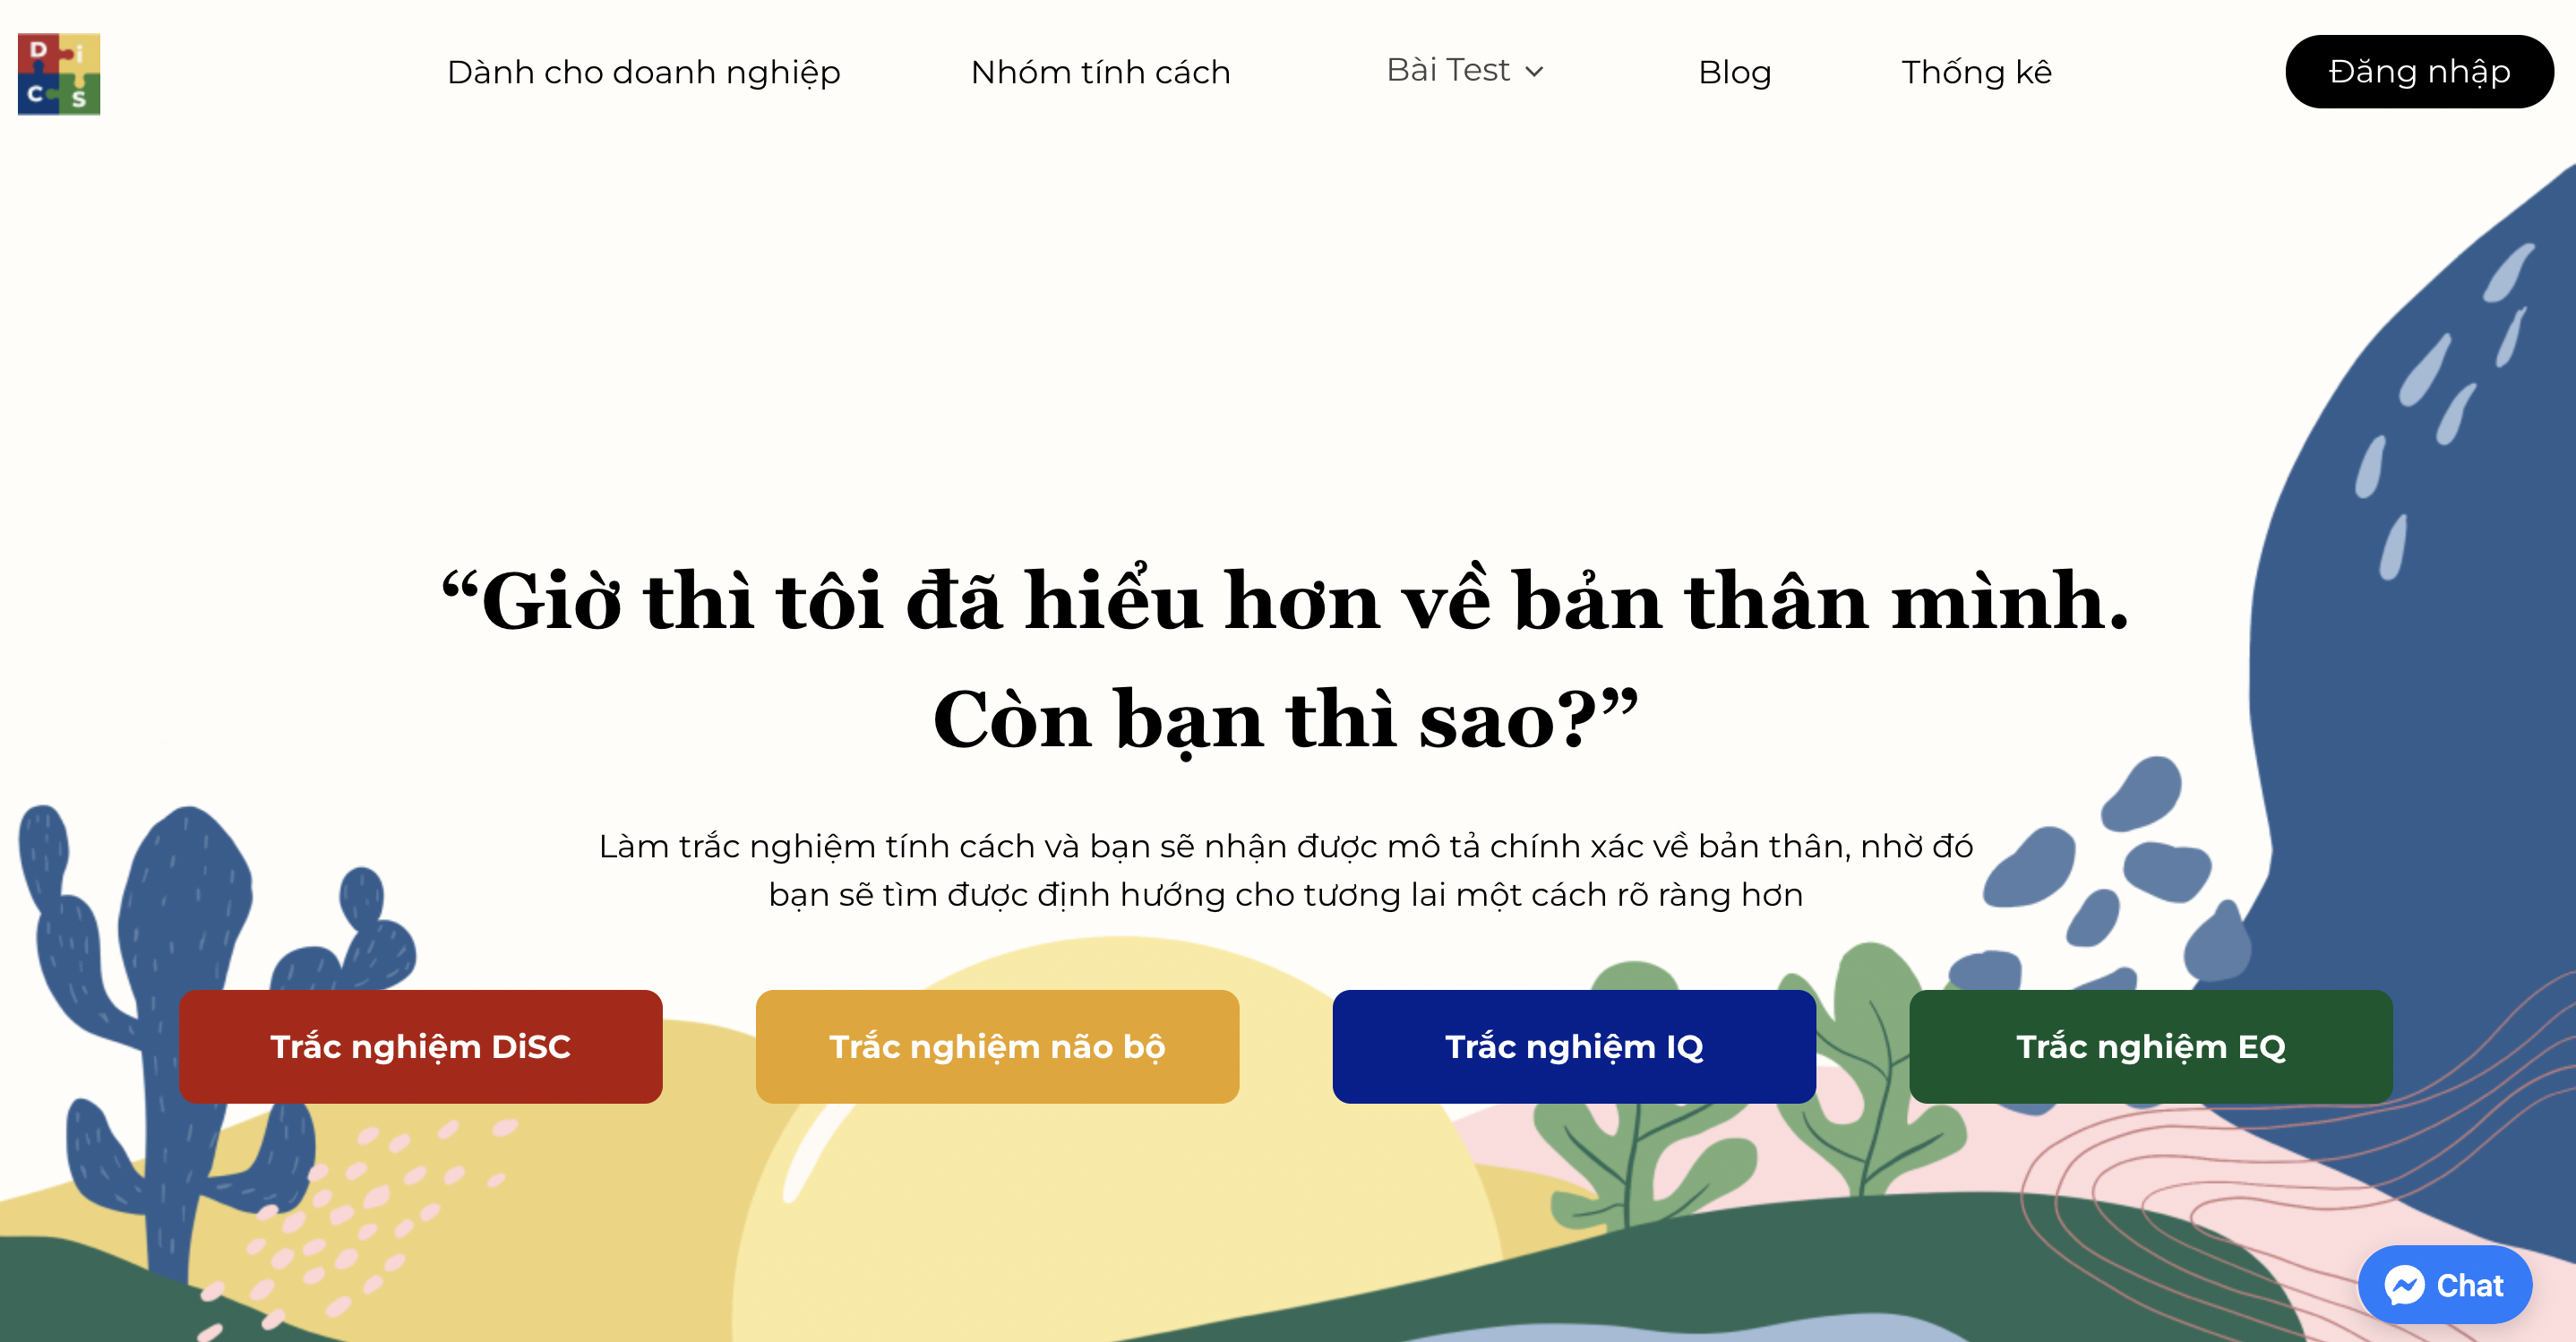 D i
C S
Dành cho doanh nghiệp
Nhóm tính cách
Bài Test
Blog
Thống kê
Đăng nhập
“Giờ thì tôi đã hiểu hơn về bản thân mình.
Còn bạn thì sao?”
Làm trắc nghiệm tính cách và bạn sẽ nhận được mô tả chính xác về bản thân, nhờ đó
bạn sẽ tìm được định hướng cho tương lai một cách rõ ràng hơn
Trắc nghiệm DiSC
Trắc nghiệm não bộ
Trắc nghiệm IQ
Trắc nghiệm EQ
Chat